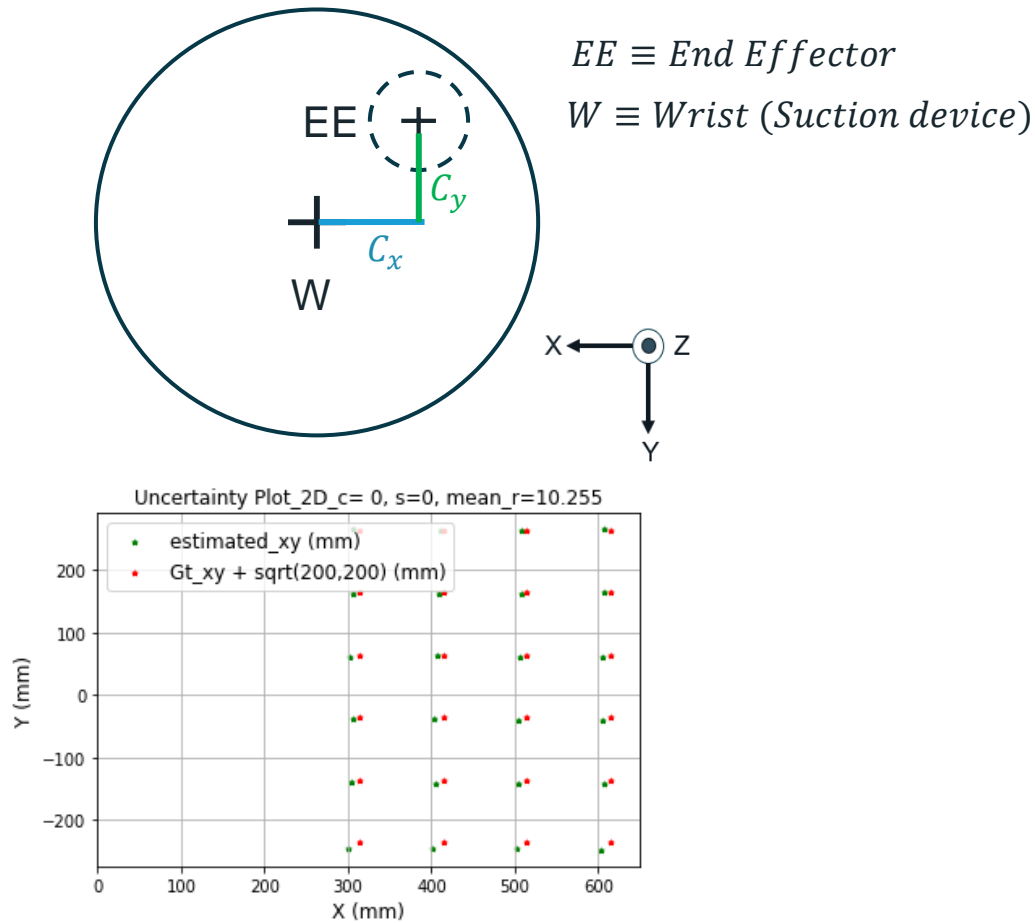 EE ≡ End Effector
W ≡ Wrist (Suction device)
EE
C_y
C_x
W
X
Z
Y
Uncertainty Plot_2D_c= 0, s=0, mean_r=10.255
estimated_xy (mm)
Gt_xy + sqrt(200,200) (mm)
200
100
0
−100
−200
Y (mm)
0 100 200 300 400 500 600
X (mm)